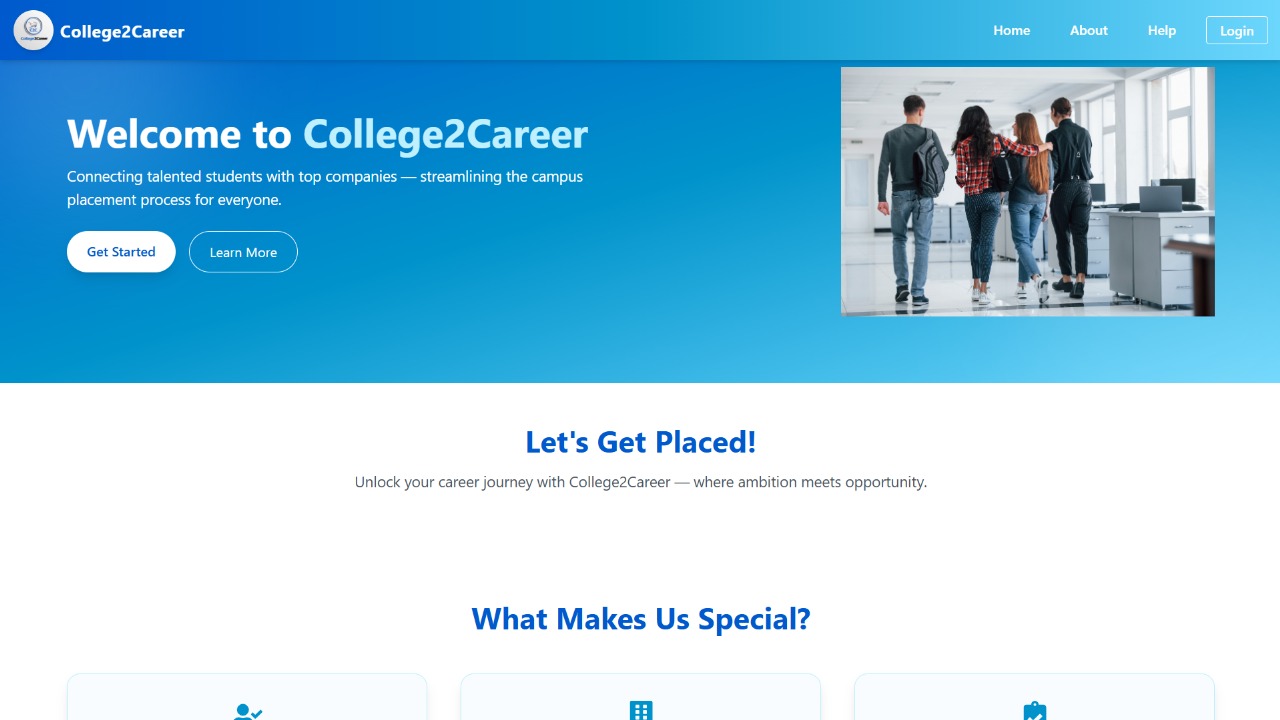 College2Career
Home
About
Help
Login
Welcome to College2Career
Connecting talented students with top companies — streamlining the campus
placement process for everyone.
Get Started
Learn More
Let's Get Placed!
Unlock your career journey with College2Career — where ambition meets opportunity.
What Makes Us Special?